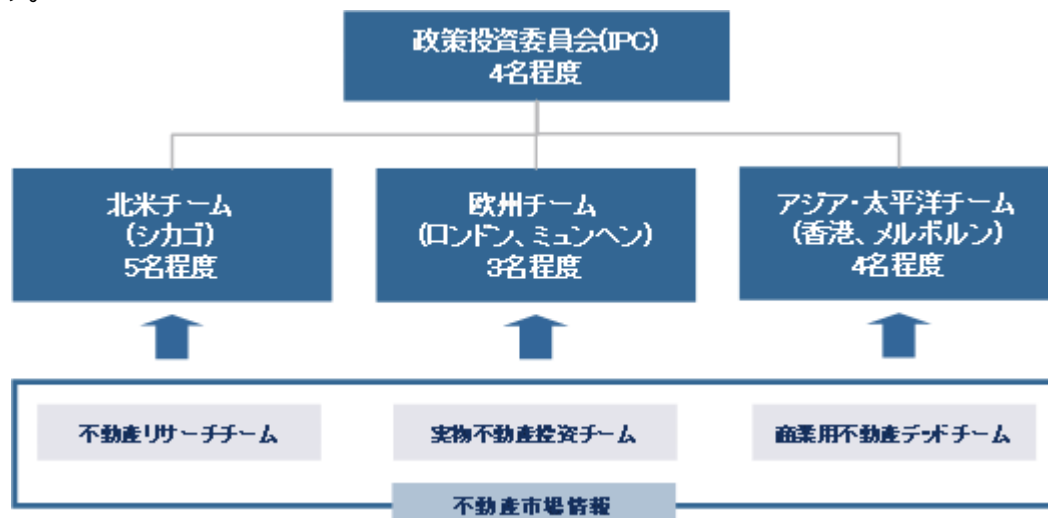 す。
政策投資委員会(IPC)
4名程度
北米チーム
(シカゴ)
5名程度
欧州チーム
(ロンドン、ミュンヘン)
3名程度
アジア・太平洋チーム
(香港、メルボルン)
4名程度
不動産リサーチチーム
実物不動産投資チーム
商業用不動産デットチーム
不動産市場情報